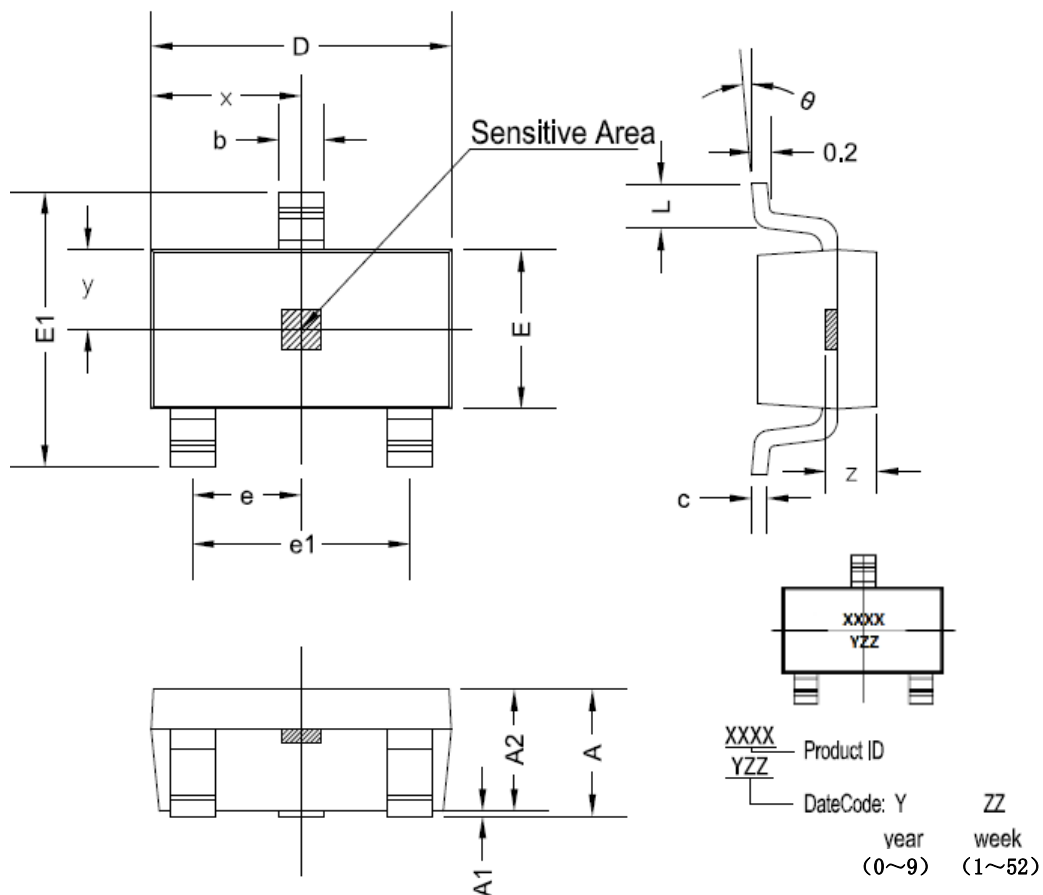 D
x
b
Sensitive Area
θ
0.2
L
y
E1
E
e
e1
c
z
XXXX
YZZ
A2
A
A1
XXXX
Product ID
YZZ
DateCode: Y ZZ
year week
(0~9) (1~52)